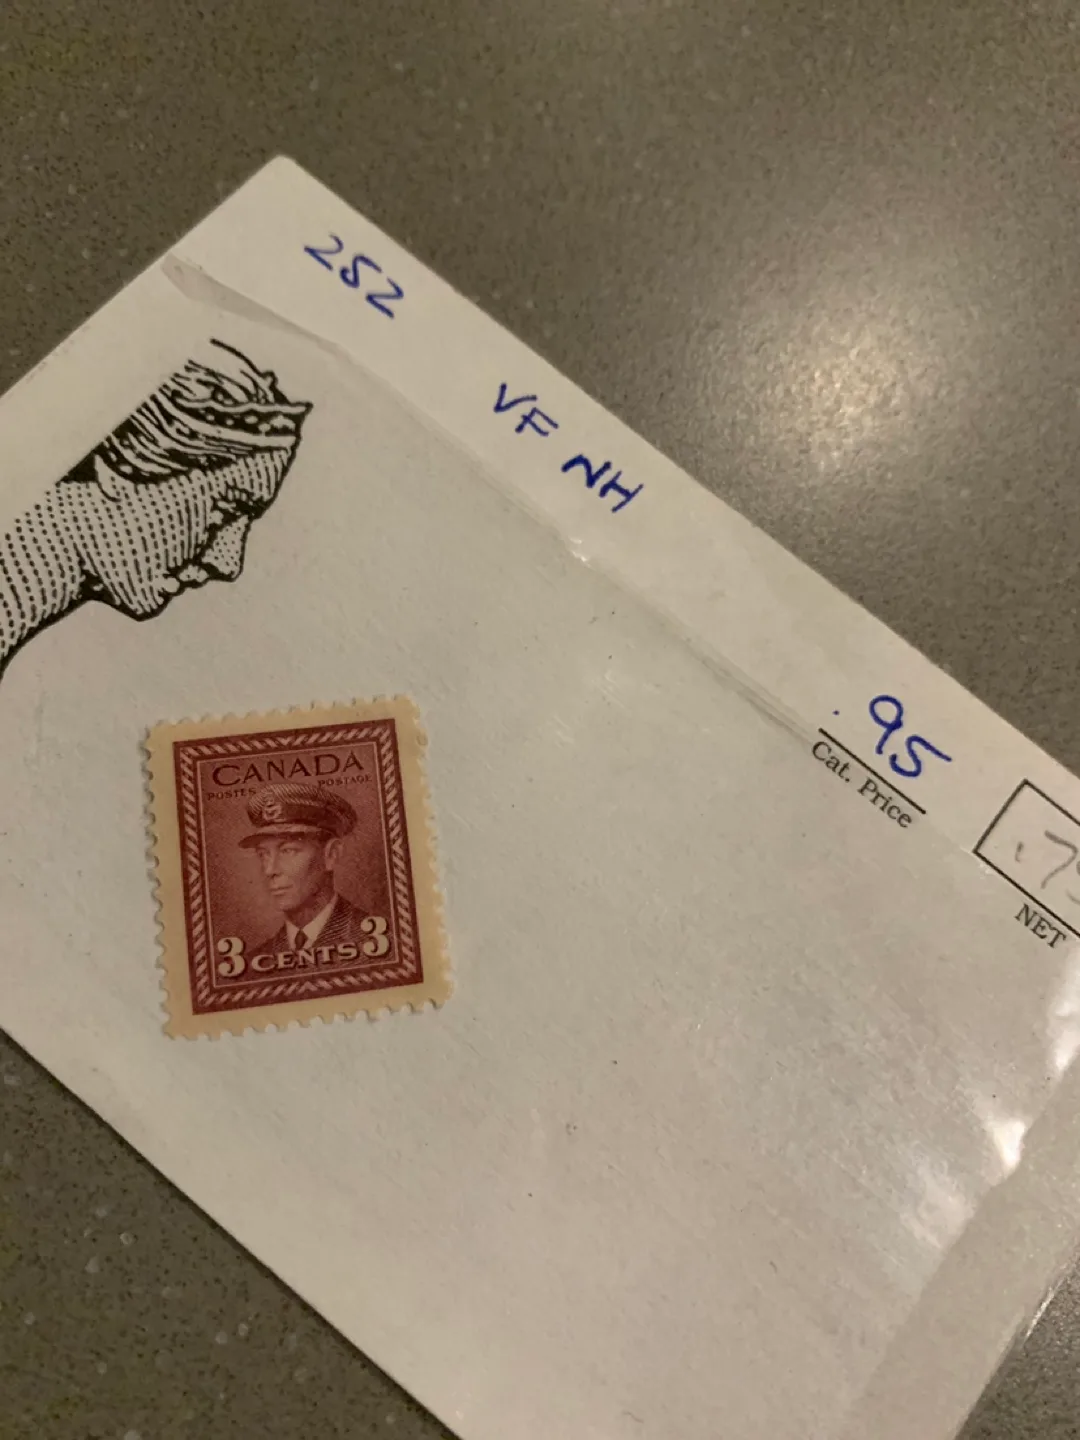 252
VF NH
.95
Cat. Price
NET
CANADA
POSTES POSTAGE
3 CENTS 3